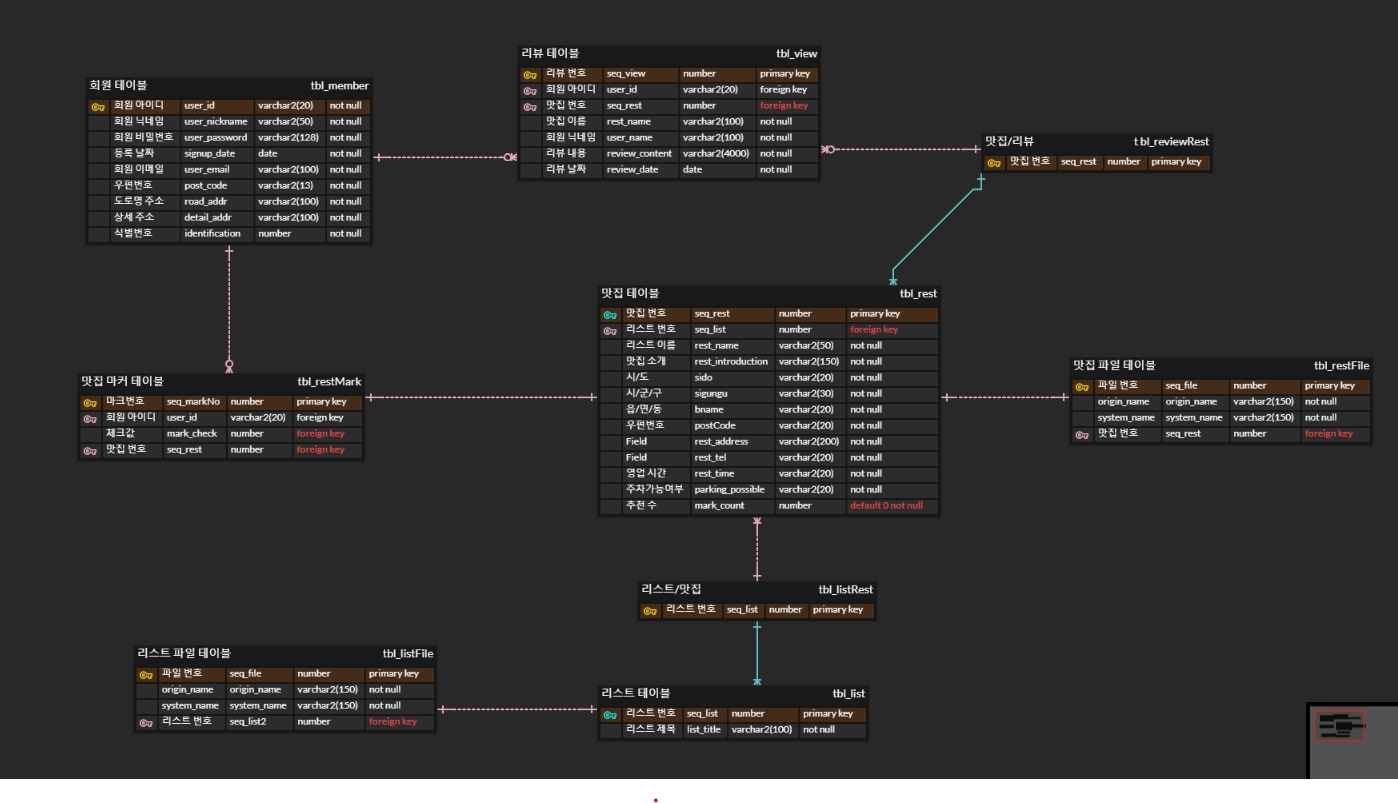 리뷰 테이블 tbl_view
리뷰 번호 seq_view number primary key
회원 아이디 user_id varchar2(20) foreign key
맛집 번호 seq_rest number foreign key
맛집 이름 rest_name varchar2(100) not null
회원 닉네임 user_name varchar2(100) not null
리뷰 내용 review_content varchar2(4000) not null
리뷰 날짜 review_date date not null
회원 테이블 tbl_member
회원 아이디 user_id varchar2(20) not null
회원 닉네임 user_nickname varchar2(50) not null
회원 비밀번호 user_password varchar2(128) not null
등록 날짜 signup_date date not null
회원 이메일 user_email varchar2(100) not null
우편번호 post_code varchar2(13) not null
도로명 주소 road_addr varchar2(100) not null
상세 주소 detail_addr varchar2(100) not null
식별번호 identification number not null
맛집/리뷰 tbl_reviewRest
맛집 번호 seq_rest number primary key
맛집 테이블 tbl_rest
맛집 번호 seq_rest number primary key
리스트 번호 seq_list number foreign key
리스트 이름 rest_name varchar2(50) not null
맛집 소개 rest_introduction varchar2(150) not null
시/도 sido varchar2(20) not null
시/군/구 sigungu varchar2(30) not null
읍/면/동 bname varchar2(20) not null
우편번호 postCode varchar2(20) not null
Field rest_address varchar2(200) not null
Field rest_tel varchar2(20) not null
영업 시간 rest_time varchar2(20) not null
주차가능여부 parking_possible varchar2(20) not null
추천 수 mark_count number default 0 not null
맛집 파일 테이블 tbl_restFile
파일 번호 seq_file number primary key
origin_name origin_name varchar2(150) not null
system_name system_name varchar2(150) not null
맛집 번호 seq_rest number foreign key
맛집 마커 테이블 tbl_restMark
마크번호 seq_markNo number primary key
회원 아이디 user_id varchar2(20) foreign key
체크값 mark_check number foreign key
맛집 번호 seq_rest number foreign key
리스트/맛집 tbl_listRest
리스트 번호 seq_list number primary key
리스트 파일 테이블 tbl_listFile
파일 번호 seq_file number primary key
origin_name origin_name varchar2(150) not null
system_name system_name varchar2(150) not null
리스트 번호 seq_list2 number foreign key
리스트 테이블 tbl_list
리스트 번호 seq_list number primary key
리스트 제목 list_title varchar2(100) not null